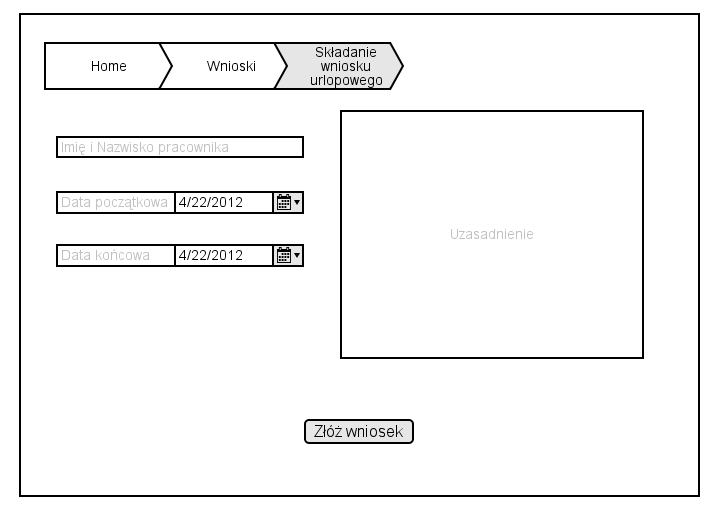 Home
Wnioski
Składanie
wniosku
urlopowego
Imię i Nazwisko pracownika
Data początkowa 4/22/2012
Data końcowa 4/22/2012
Uzasadnienie
Złóż wniosek